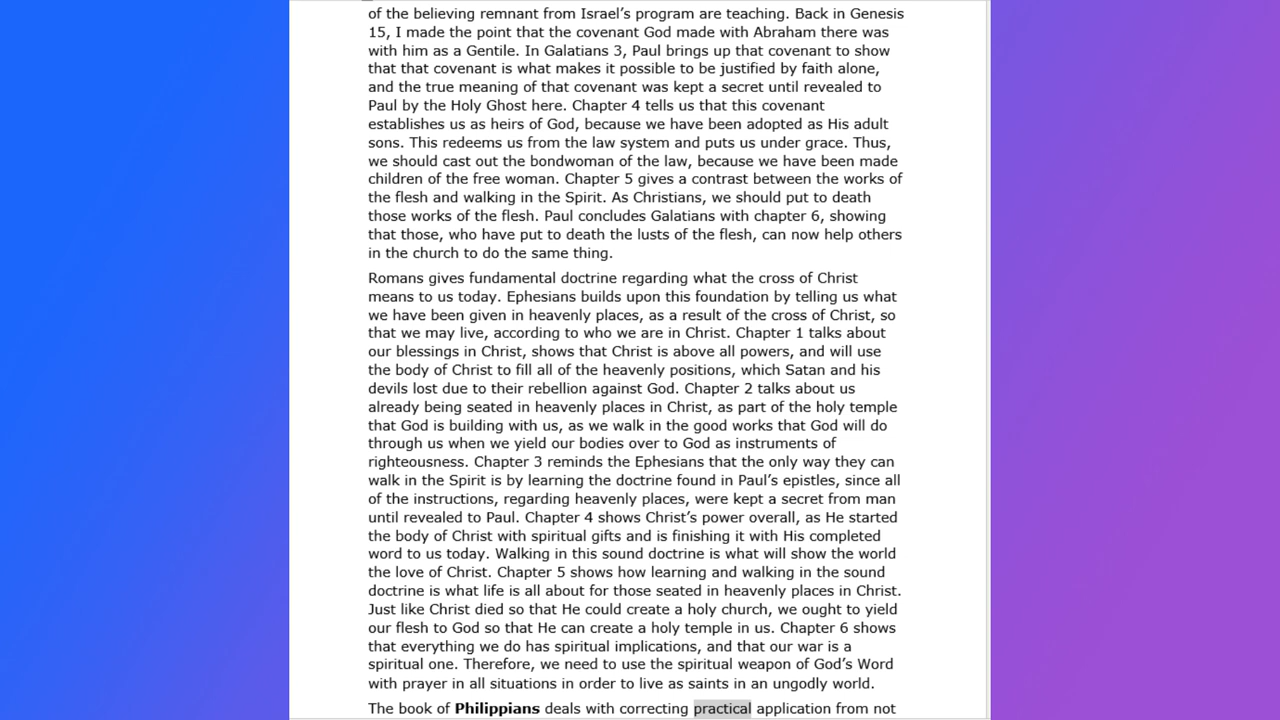 of the believing remnant from Israel’s program are teaching. Back in Genesis
15, I made the point that the covenant God made with Abraham there was
with him as a Gentile. In Galatians 3, Paul brings up that covenant to show
that that covenant is what makes it possible to be justified by faith alone,
and the true meaning of that covenant was kept a secret until revealed to
Paul by the Holy Ghost here. Chapter 4 tells us that this covenant
establishes us as heirs of God, because we have been adopted as His adult
sons. This redeems us from the law system and puts us under grace. Thus,
we should cast out the bondwoman of the law, because we have been made
children of the free woman. Chapter 5 gives a contrast between the works of
the flesh and walking in the Spirit. As Christians, we should put to death
those works of the flesh. Paul concludes Galatians with chapter 6, showing
that those, who have put to death the lusts of the flesh, can now help others
in the church to do the same thing.
Romans gives fundamental doctrine regarding what the cross of Christ
means to us today. Ephesians builds upon this foundation by telling us what
we have been given in heavenly places, as a result of the cross of Christ, so
that we may live, according to who we are in Christ. Chapter 1 talks about
our blessings in Christ, shows that Christ is above all powers, and will use
the body of Christ to fill all of the heavenly positions, which Satan and his
devils lost due to their rebellion against God. Chapter 2 talks about us
already being seated in heavenly places in Christ, as part of the holy temple
that God is building with us, as we walk in the good works that God will do
through us when we yield our bodies over to God as instruments of
righteousness. Chapter 3 reminds the Ephesians that the only way they can
walk in the Spirit is by learning the doctrine found in Paul’s epistles, since all
of the instructions, regarding heavenly places, were kept a secret from man
until revealed to Paul. Chapter 4 shows Christ’s power overall, as He started
the body of Christ with spiritual gifts and is finishing it with His completed
word to us today. Walking in this sound doctrine is what will show the world
the love of Christ. Chapter 5 shows how learning and walking in the sound
doctrine is what life is all about for those seated in heavenly places in Christ.
Just like Christ died so that He could create a holy church, we ought to yield
our flesh to God so that He can create a holy temple in us. Chapter 6 shows
that everything we do has spiritual implications, and that our war is a
spiritual one. Therefore, we need to use the spiritual weapon of God’s Word
with prayer in all situations in order to live as saints in an ungodly world.
The book of Philippians deals with correcting practical application from not